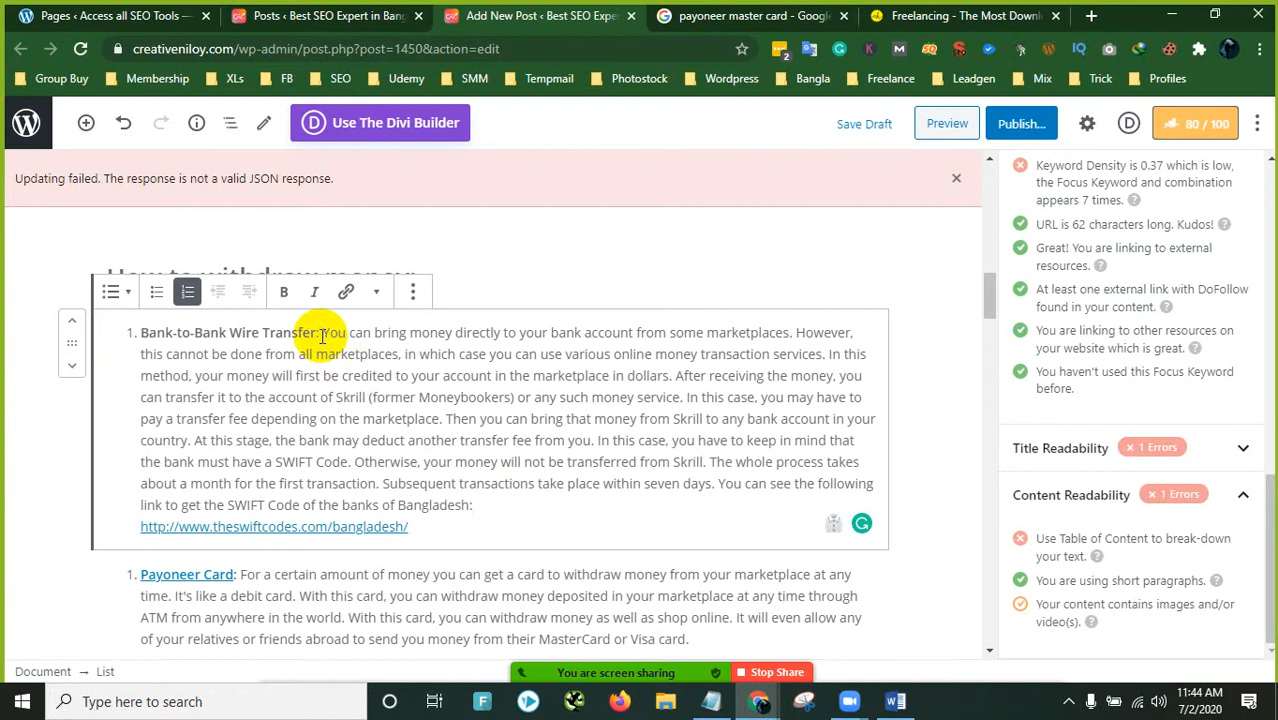 Pages ‹ Access all SEO Tools —
Posts ‹ Best SEO Expert in Bang
Add New Post ‹ Best SEO Expe
payoneer master card - Google
Freelancing - The Most Downl
creativeniloy.com/wp-admin/post.php?post=1450&action=edit
Group Buy
Membership
XLs
FB
SEO
Udemy
SMM
Tempmail
Photostock
Wordpress
Bangla
Freelance
Leadgen
Mix
Trick
Profiles
Use The Divi Builder
Save Draft
Preview
Publish...
80 / 100
Updating failed. The response is not a valid JSON response.
How to withdraw money:
1. Bank-to-Bank Wire Transfer: You can bring money directly to your bank account from some marketplaces. However,
this cannot be done from all marketplaces, in which case you can use various online money transaction services. In this
method, your money will first be credited to your account in the marketplace in dollars. After receiving the money, you
can transfer it to the account of Skrill (former Moneybookers) or any such money service. In this case, you may have to
pay a transfer fee depending on the marketplace. Then you can bring that money from Skrill to any bank account in your
country. At this stage, the bank may deduct another transfer fee from you. In this case, you have to keep in mind that
the bank must have a SWIFT Code. Otherwise, your money will not be transferred from Skrill. The whole process takes
about a month for the first transaction. Subsequent transactions take place within seven days. You can see the following
link to get the SWIFT Code of the banks of Bangladesh:
http://www.theswiftcodes.com/bangladesh/
1. Payoneer Card: For a certain amount of money you can get a card to withdraw money from your marketplace at any
time. It's like a debit card. With this card, you can withdraw money deposited in your marketplace at any time through
ATM from anywhere in the world. With this card, you can withdraw money as well as shop online. It will even allow any
of your relatives or friends abroad to send you money from their MasterCard or Visa card.
Keyword Density is 0.37 which is low,
the Focus Keyword and combination
appears 7 times.
URL is 62 characters long. Kudos!
Great! You are linking to external
resources.
At least one external link with DoFollow
found in your content.
You are linking to other resources on
your website which is great.
You haven't used this Focus Keyword
before.
Title Readability × 1 Errors
Content Readability × 1 Errors
Use Table of Content to break-down
your text.
You are using short paragraphs.
Your content contains images and/or
video(s).
Document → List
You are screen sharing
Stop Share
Type here to search
11:44 AM
7/2/2020